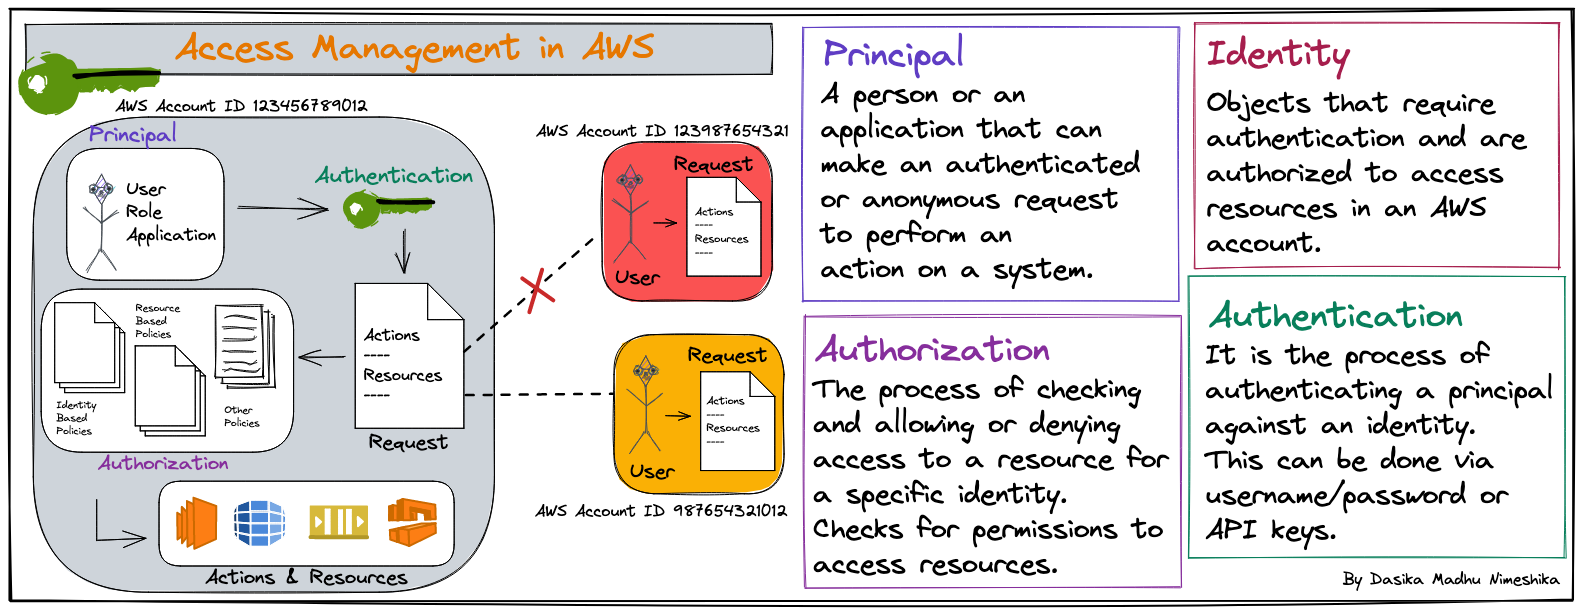 Access Management in AWS
AWS Account ID 123456789012
Principal
User
Role
Application
Authentication
Resource
Based
Policies
Identity
Based
Policies
Other
Policies
Authorization
Actions
----
Resources
----
Request
Actions & Resources
AWS Account ID 123987654321
Request
Actions
----
Resources
----
User
Request
Actions
----
Resources
----
User
AWS Account ID 987654321012
Principal
A person or an
application that can
make an authenticated
or anonymous request
to perform an
action on a system.
Identity
Objects that require
authentication and are
authorized to access
resources in an AWS
account.
Authorization
The process of checking
and allowing or denying
access to a resource for
a specific identity.
Checks for permissions to
access resources.
Authentication
It is the process of
authenticating a principal
against an identity.
This can be done via
username/password or
API keys.
By Dasika Madhu Nimeshika